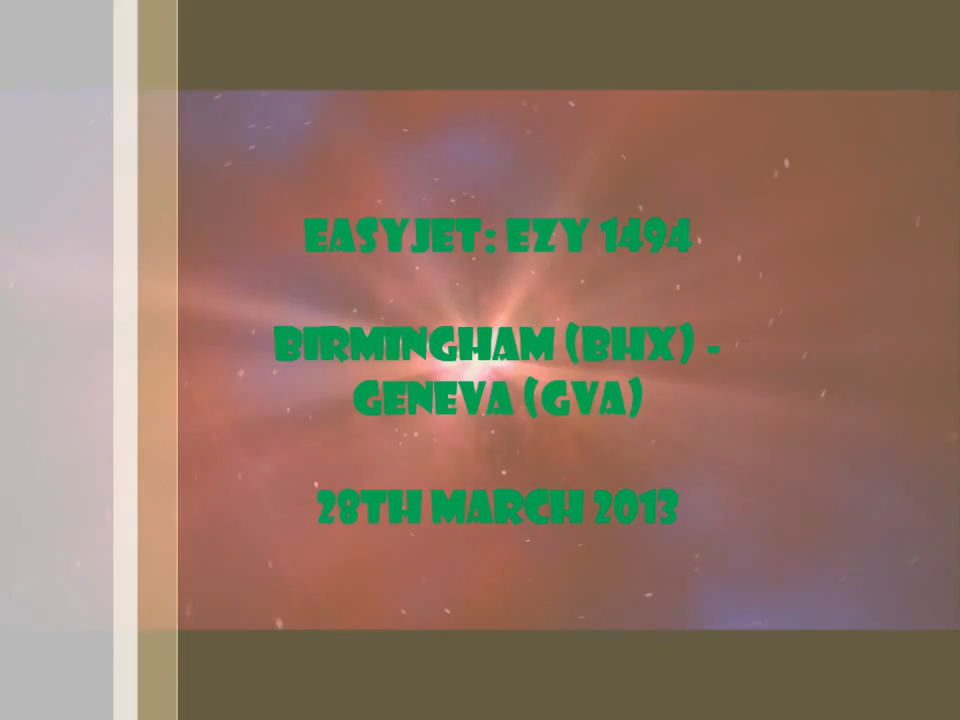 EASYJET: EZY 1494
BIRMINGHAM (BHX) -
GENEVA (GVA)
28TH MARCH 2013